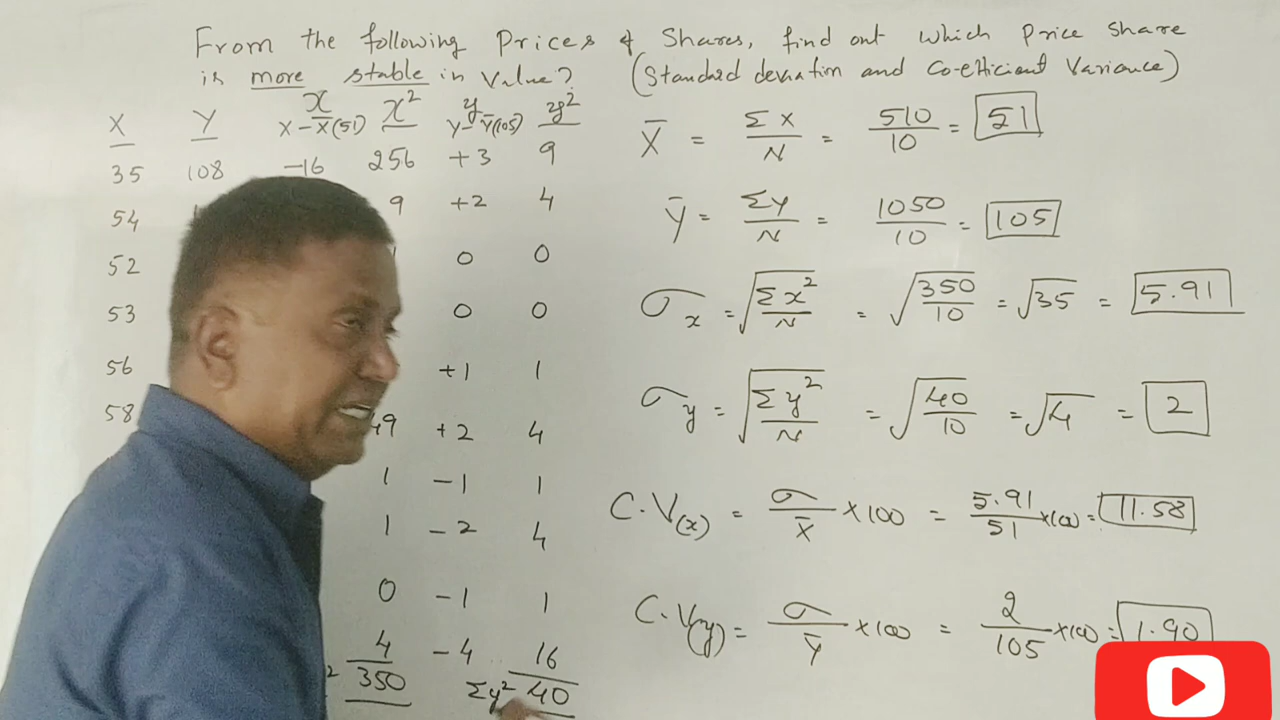 From the following Prices of Shares, find out which price share
is more stable in Value? (Standard deviation and Co-efficient Variance)
X Y x x² y y²
X - X̄(51) Y - Ȳ(105)
35 108 -16 256 +3 9
54 9 +2 4
52 0 0
53 0 0
56 +1 1
58 49 +2 4
1 -1 1
1 -2 4
0 -1 1
4 -4 16
² 350 Σy² 40
X̄ = ΣX/N = 510/10 = 51
Ȳ = ΣY/N = 1050/10 = 105
σx = √(Σx²/N) = √(350/10) = √35 = 5.91
σy = √(Σy²/N) = √(40/10) = √4 = 2
C.V(x) = σ/X̄ × 100 = 5.91/51 × 100 = 11.58
C.V(y) = σ/Ȳ × 100 = 2/105 × 100 = 1.90